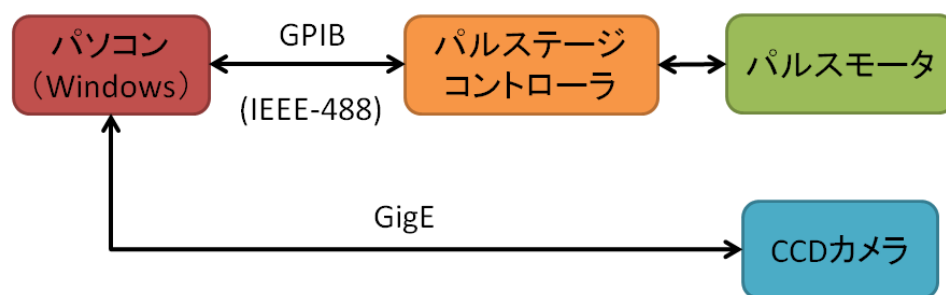 パソコン
（Windows）
GPIB
(IEEE-488)
パルステージ
コントローラ
パルスモータ
GigE
CCDカメラ